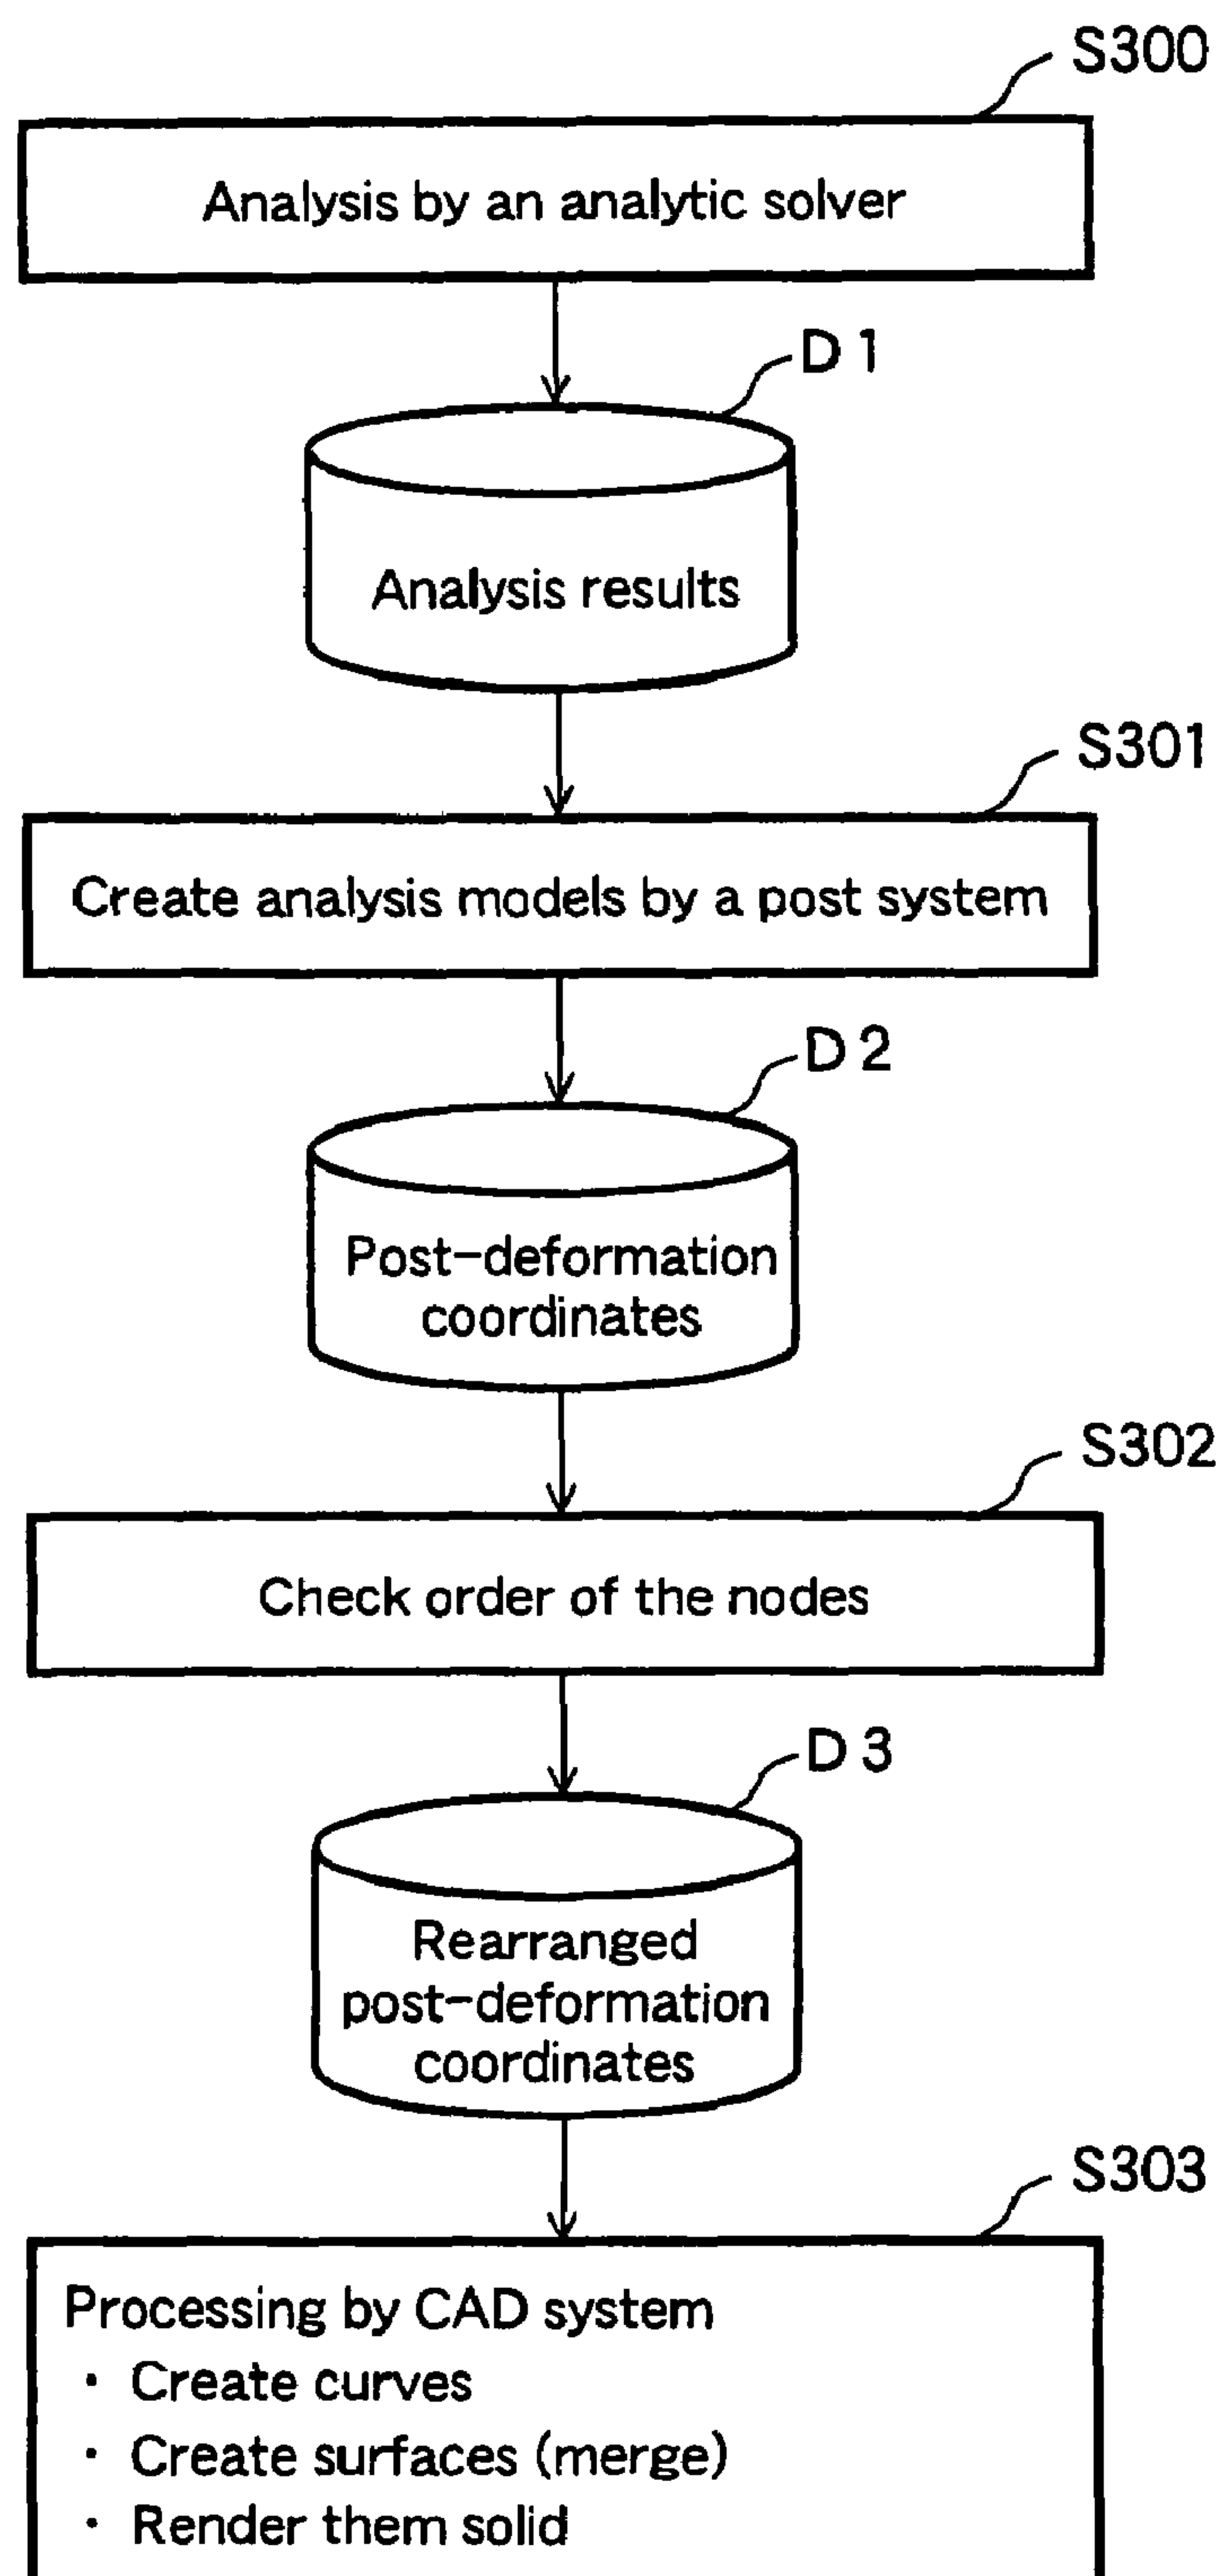 S300
Analysis by an analytic solver
D 1
Analysis results
S301
Create analysis models by a post system
D 2
Post-deformation
coordinates
S302
Check order of the nodes
D 3
Rearranged
post-deformation
coordinates
S303
Processing by CAD system
・ Create curves
・ Create surfaces (merge)
・ Render them solid